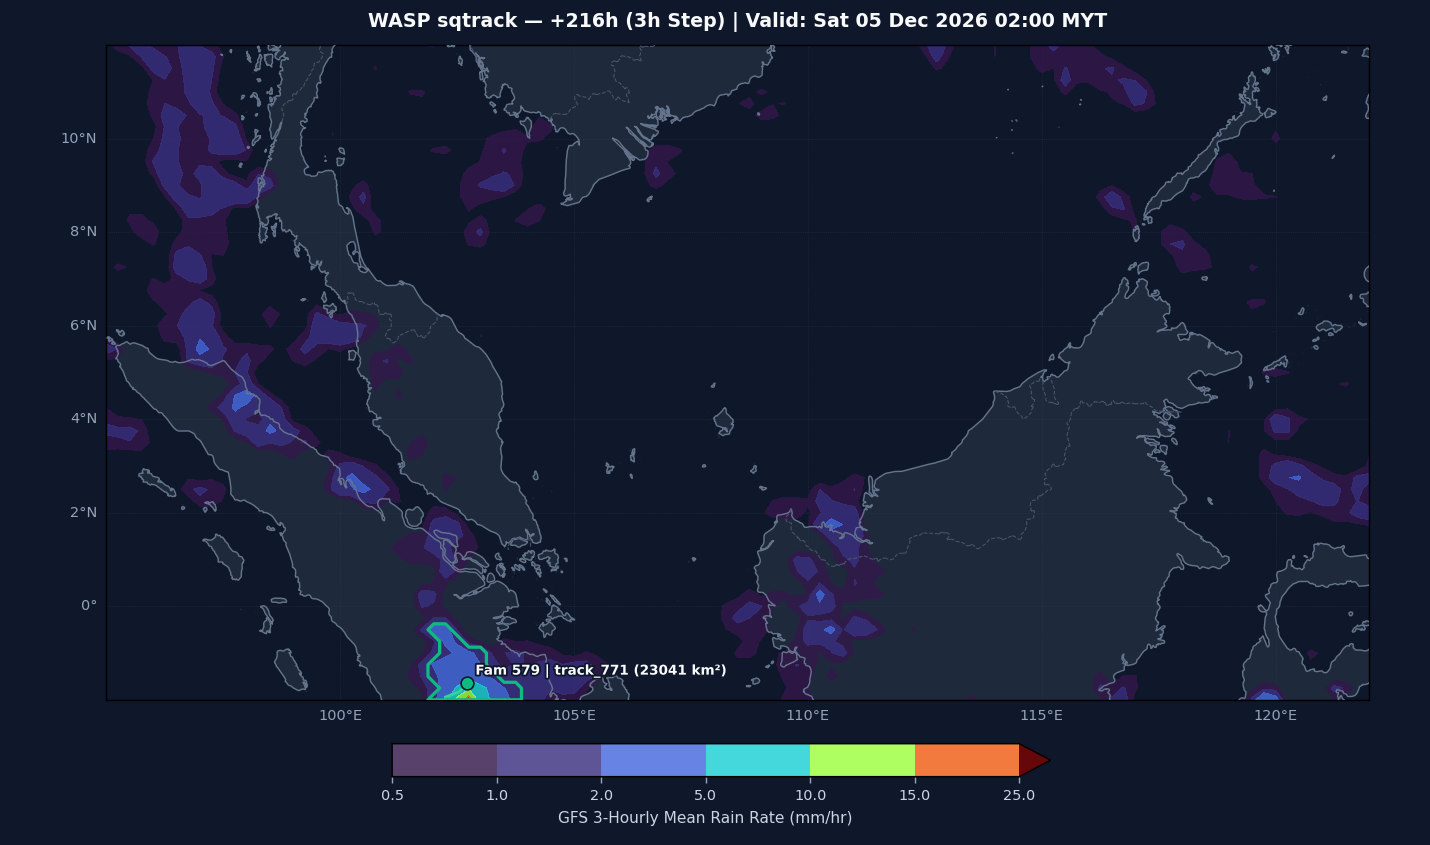 WASP sqtrack — +216h (3h Step) | Valid: Sat 05 Dec 2026 02:00 MYT
10°N
8°N
6°N
4°N
2°N
0°
Fam 579 | track_771 (23041 km²)
100°E 105°E 110°E 115°E 120°E
0.5 1.0 2.0 5.0 10.0 15.0 25.0
GFS 3-Hourly Mean Rain Rate (mm/hr)